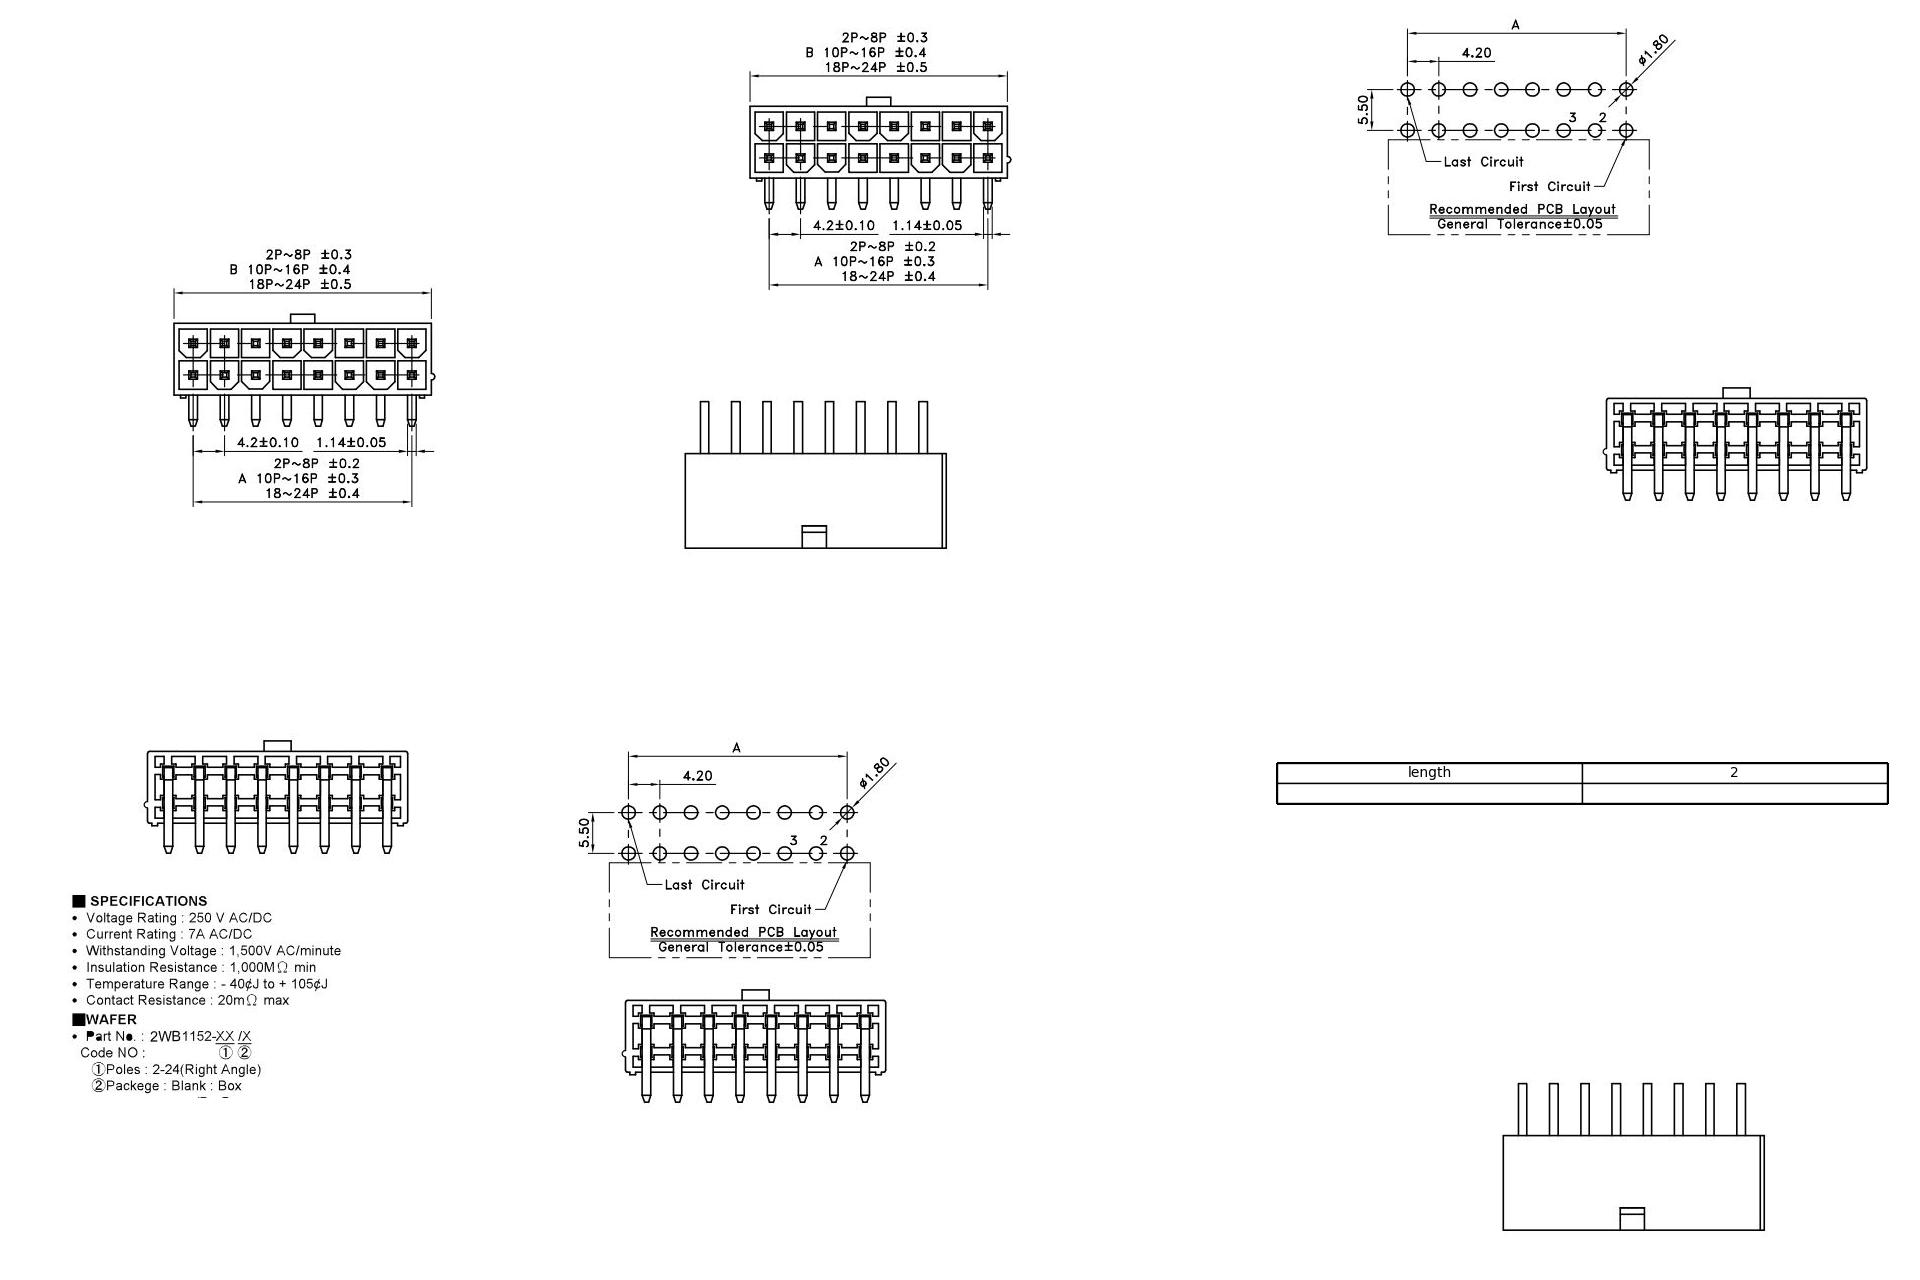 2P~8P ±0.3
B 10P~16P ±0.4
18P~24P ±0.5
4.2±0.10 1.14±0.05
2P~8P ±0.2
A 10P~16P ±0.3
18~24P ±0.4
A
4.20
ø1.80
5.50
3 2
Last Circuit
First Circuit
Recommended PCB Layout
General Tolerance±0.05
2P~8P ±0.3
B 10P~16P ±0.4
18P~24P ±0.5
4.2±0.10 1.14±0.05
2P~8P ±0.2
A 10P~16P ±0.3
18~24P ±0.4
A
4.20
ø1.80
5.50
3 2
Last Circuit
First Circuit
Recommended PCB Layout
General Tolerance±0.05
length 2
■ SPECIFICATIONS
• Voltage Rating : 250 V AC/DC
• Current Rating : 7A AC/DC
• Withstanding Voltage : 1,500V AC/minute
• Insulation Resistance : 1,000MΩ min
• Temperature Range : - 40¢J to + 105¢J
• Contact Resistance : 20mΩ max
■WAFER
• Part No. : 2WB1152-XX /X
Code NO : ① ②
①Poles : 2-24(Right Angle)
②Packege : Blank : Box